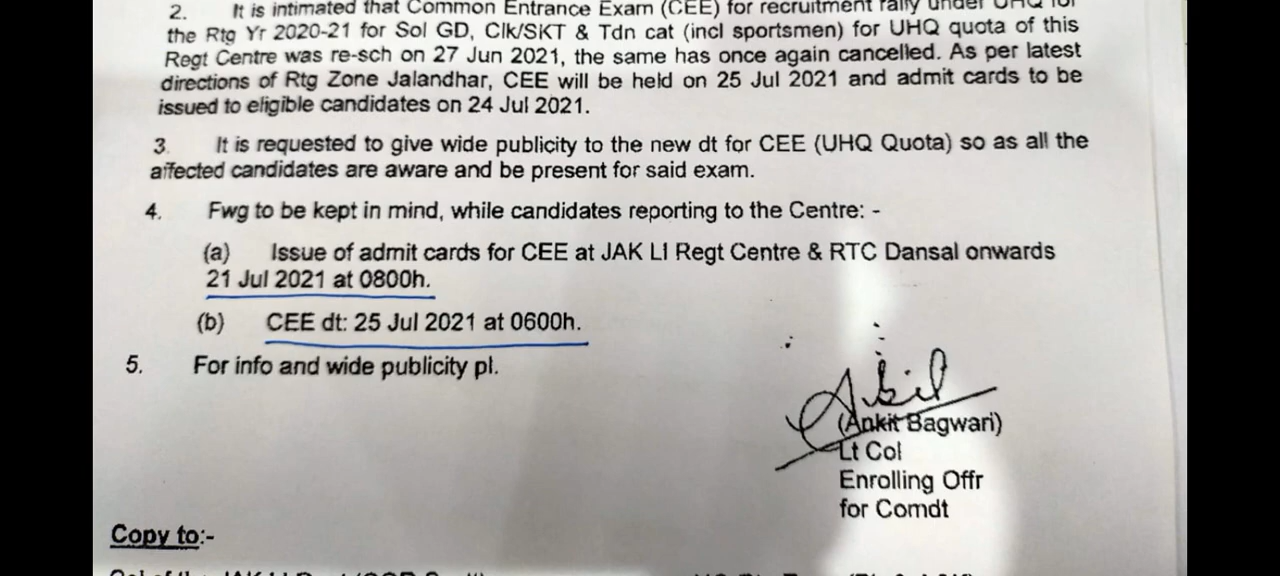 2. It is intimated that Common Entrance Exam (CEE) for recruitment rally under UHQ for
the Rtg Yr 2020-21 for Sol GD, Clk/SKT & Tdn cat (incl sportsmen) for UHQ quota of this
Regt Centre was re-sch on 27 Jun 2021, the same has once again cancelled. As per latest
directions of Rtg Zone Jalandhar, CEE will be held on 25 Jul 2021 and admit cards to be
issued to eligible candidates on 24 Jul 2021.
3. It is requested to give wide publicity to the new dt for CEE (UHQ Quota) so as all the
affected candidates are aware and be present for said exam.
4. Fwg to be kept in mind, while candidates reporting to the Centre: -
(a) Issue of admit cards for CEE at JAK LI Regt Centre & RTC Dansal onwards
21 Jul 2021 at 0800h.
(b) CEE dt: 25 Jul 2021 at 0600h.
5. For info and wide publicity pl.
(Ankit Bagwari)
Lt Col
Enrolling Offr
for Comdt
Copy to:-